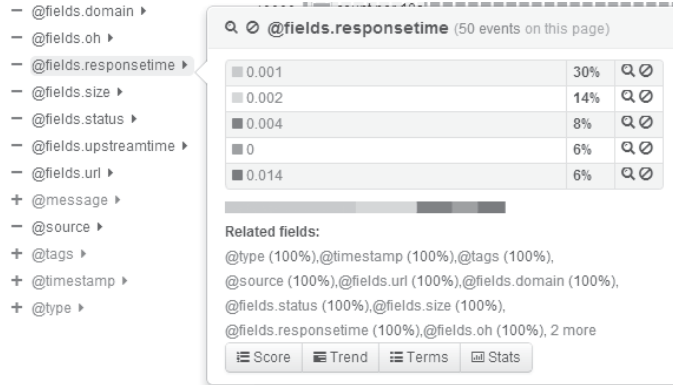 @fields.domain
@fields.oh
@fields.responsetime
@fields.size
@fields.status
@fields.upstreamtime
@fields.url
@message
@source
@tags
@timestamp
@type
@fields.responsetime (50 events on this page)
0.001 30%
0.002 14%
0.004 8%
0 6%
0.014 6%
Related fields:
@type (100%),@timestamp (100%),@tags (100%),
@source (100%),@fields.url (100%),@fields.domain (100%),
@fields.status (100%),@fields.size (100%),
@fields.responsetime (100%),@fields.oh (100%), 2 more
Score Trend Terms Stats